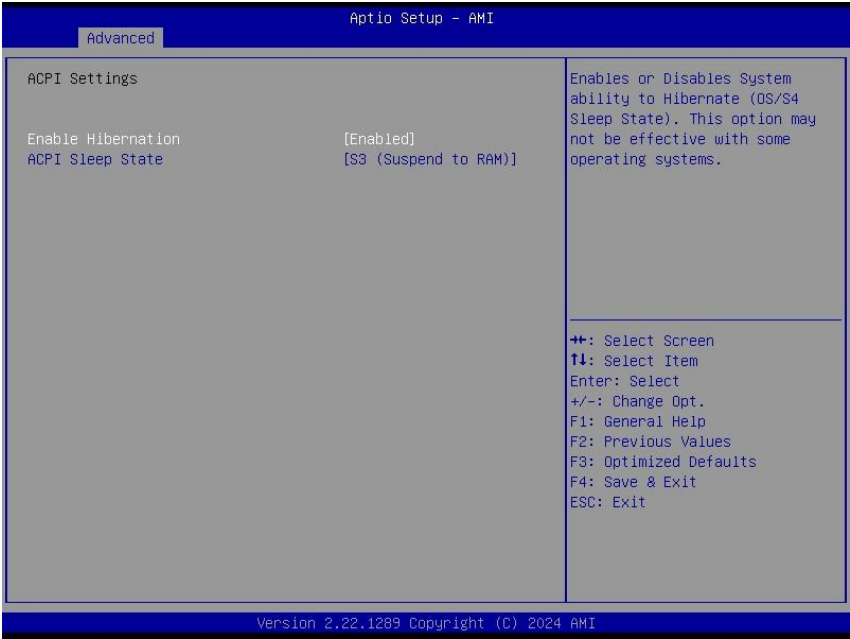 Aptio Setup – AMI
Advanced
ACPI Settings
Enable Hibernation [Enabled]
ACPI Sleep State [S3 (Suspend to RAM)]
Enables or Disables System
ability to Hibernate (OS/S4
Sleep State). This option may
not be effective with some
operating systems.
→←: Select Screen
↑↓: Select Item
Enter: Select
+/-: Change Opt.
F1: General Help
F2: Previous Values
F3: Optimized Defaults
F4: Save & Exit
ESC: Exit
Version 2.22.1289 Copyright (C) 2024 AMI